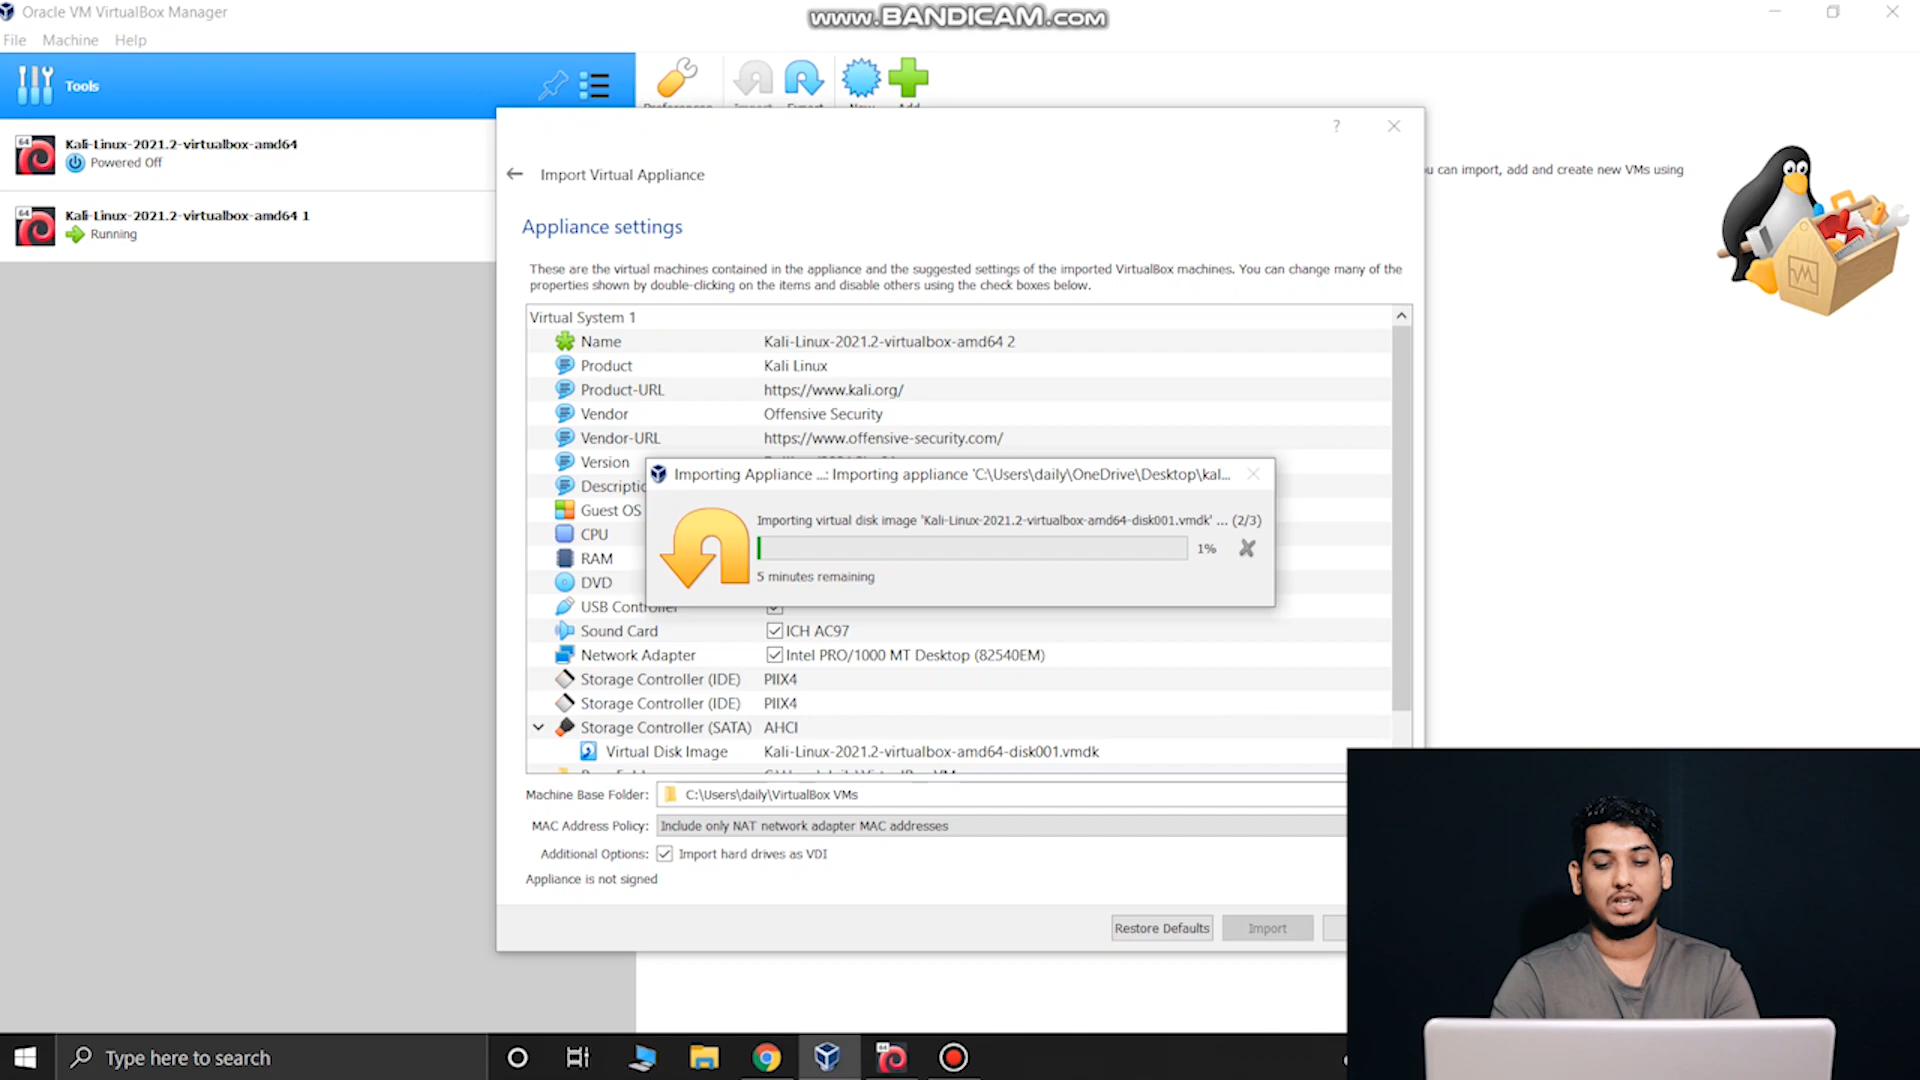 Oracle VM VirtualBox Manager
www.BANDICAM.com
File Machine Help
Tools
Kali-Linux-2021.2-virtualbox-amd64
Powered Off
Kali-Linux-2021.2-virtualbox-amd64 1
Running
can import, add and create new VMs using
Import Virtual Appliance
Appliance settings
These are the virtual machines contained in the appliance and the suggested settings of the imported VirtualBox machines. You can change many of the
properties shown by double-clicking on the items and disable others using the check boxes below.
Virtual System 1
Name Kali-Linux-2021.2-virtualbox-amd64 2
Product Kali Linux
Product-URL https://www.kali.org/
Vendor Offensive Security
Vendor-URL https://www.offensive-security.com/
Version
Importing Appliance ...: Importing appliance 'C:\Users\daily\OneDrive\Desktop\kal...
Descriptio
Guest OS
Importing virtual disk image 'Kali-Linux-2021.2-virtualbox-amd64-disk001.vmdk' ... (2/3)
CPU
1%
RAM
5 minutes remaining
DVD
USB Controller
Sound Card ICH AC97
Network Adapter Intel PRO/1000 MT Desktop (82540EM)
Storage Controller (IDE) PIIX4
Storage Controller (IDE) PIIX4
Storage Controller (SATA) AHCI
Virtual Disk Image Kali-Linux-2021.2-virtualbox-amd64-disk001.vmdk
Machine Base Folder: C:\Users\daily\VirtualBox VMs
MAC Address Policy: Include only NAT network adapter MAC addresses
Additional Options: Import hard drives as VDI
Appliance is not signed
Restore Defaults Import
Type here to search